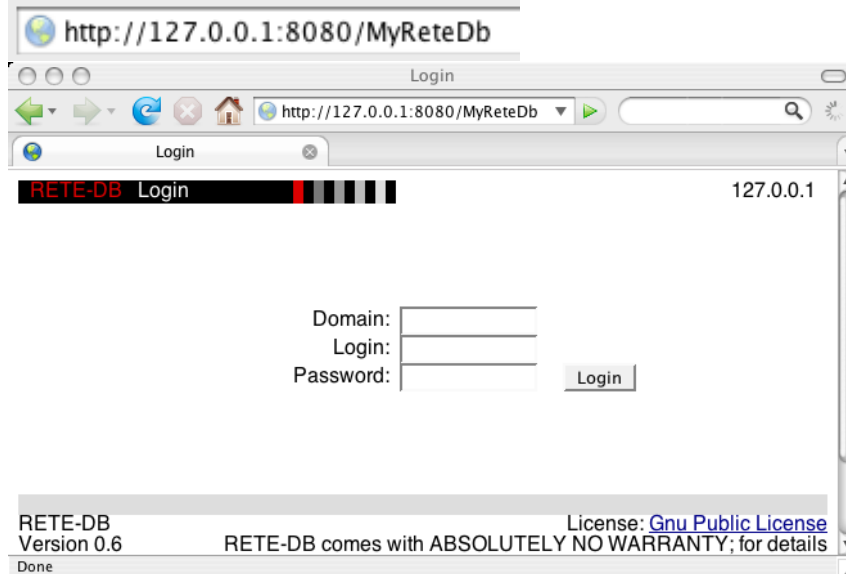 http://127.0.0.1:8080/MyReteDb
Login
http://127.0.0.1:8080/MyReteDb
Login
RETE-DB Login 127.0.0.1
Domain:
Login:
Password: Login
RETE-DB License: Gnu Public License
Version 0.6 RETE-DB comes with ABSOLUTELY NO WARRANTY; for details
Done